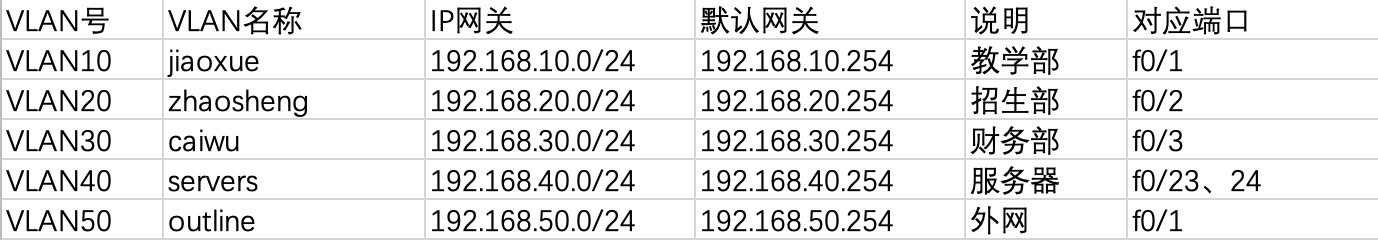 VLAN号 VLAN名称 IP网关 默认网关 说明 对应端口
VLAN10 jiaoxue 192.168.10.0/24 192.168.10.254 教学部 f0/1
VLAN20 zhaosheng 192.168.20.0/24 192.168.20.254 招生部 f0/2
VLAN30 caiwu 192.168.30.0/24 192.168.30.254 财务部 f0/3
VLAN40 servers 192.168.40.0/24 192.168.40.254 服务器 f0/23、24
VLAN50 outline 192.168.50.0/24 192.168.50.254 外网 f0/1